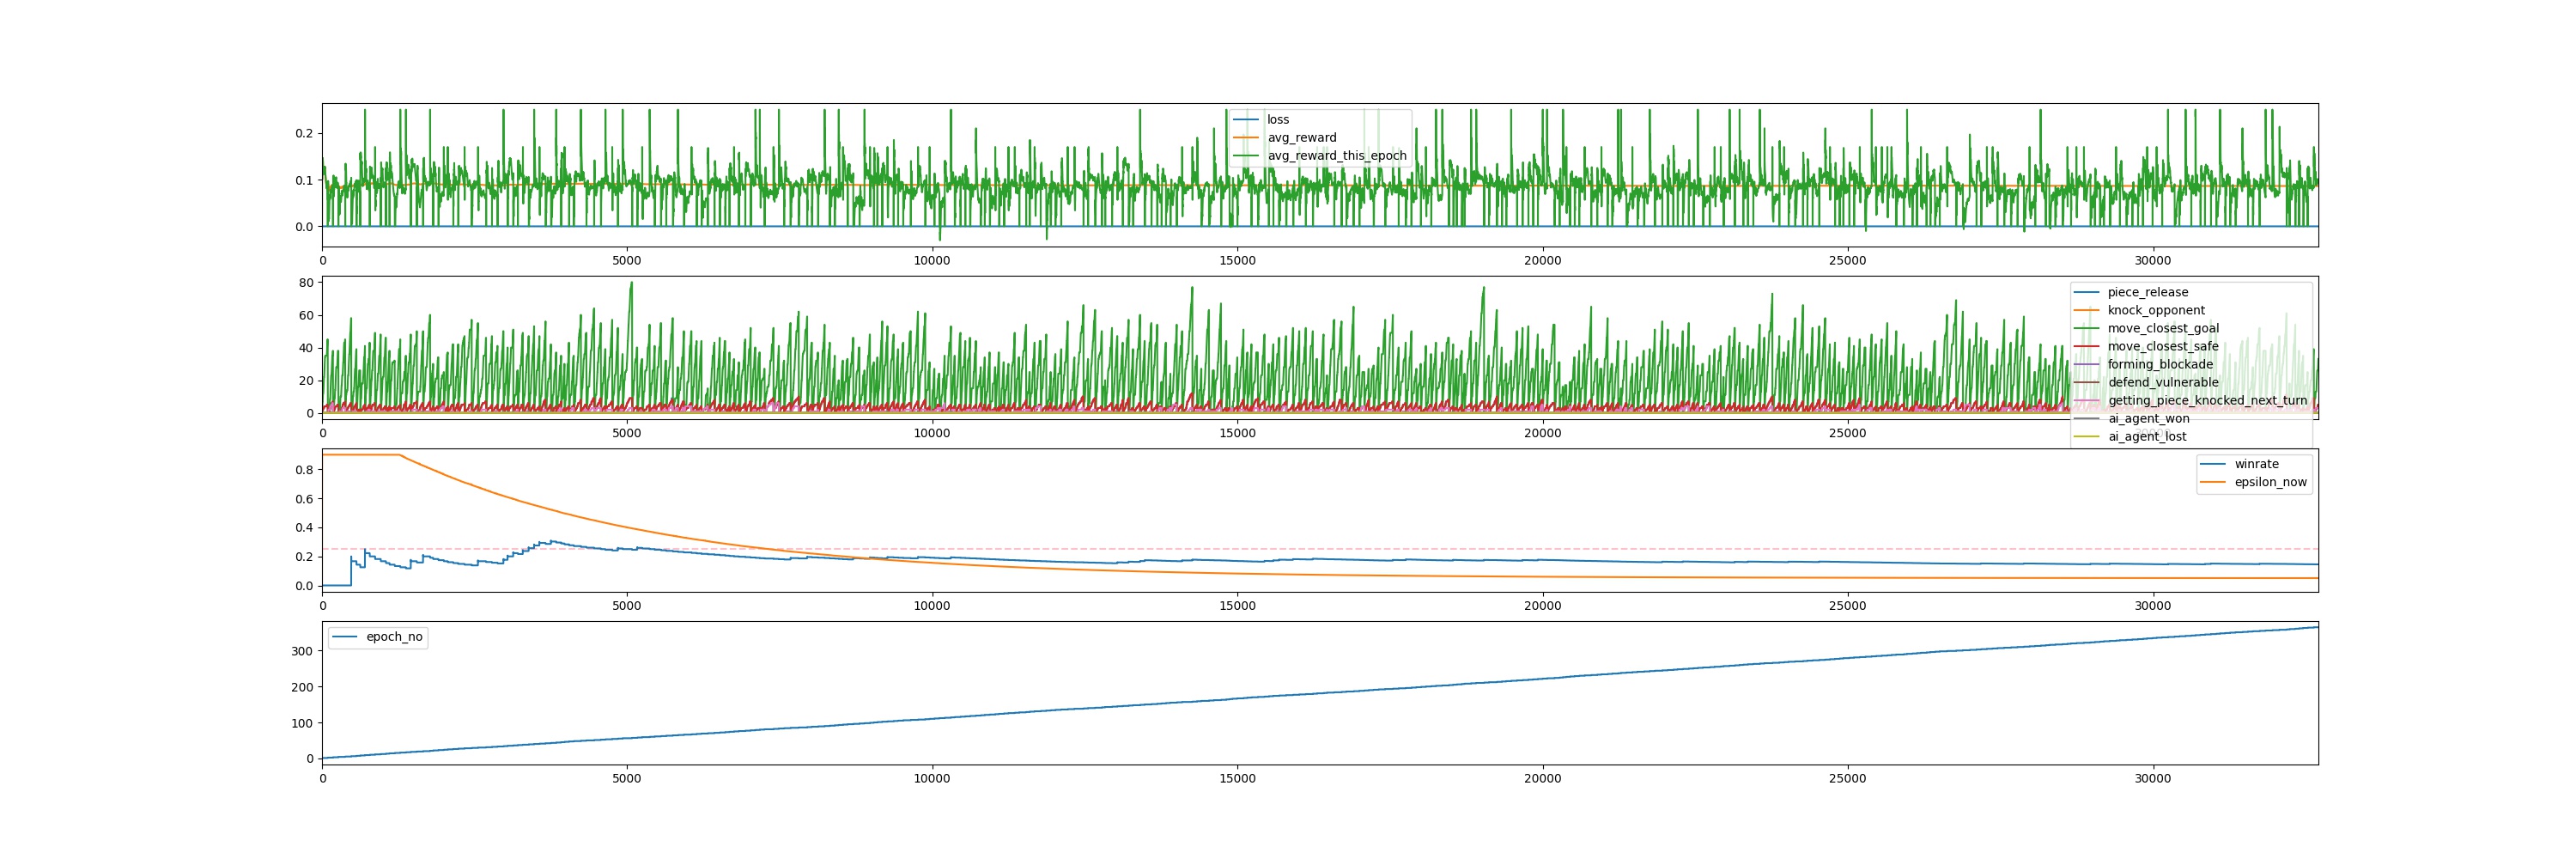 0.2
0.1
0.0
loss
avg_reward
avg_reward_this_epoch
0 5000 10000 15000 20000 25000 30000
80
60
40
20
0
piece_release
knock_opponent
move_closest_goal
move_closest_safe
forming_blockade
defend_vulnerable
getting_piece_knocked_next_turn
ai_agent_won
ai_agent_lost
0 5000 10000 15000 20000 25000 30000
0.8
0.6
0.4
0.2
0.0
winrate
epsilon_now
0 5000 10000 15000 20000 25000 30000
300
200
100
0
epoch_no
0 5000 10000 15000 20000 25000 30000